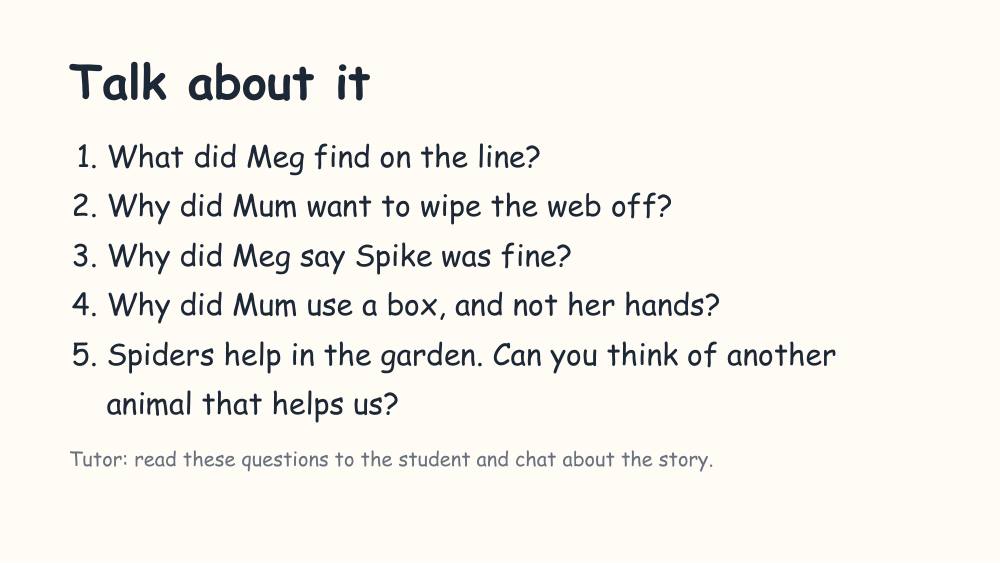 Talk about it
1. What did Meg find on the line?
2. Why did Mum want to wipe the web off?
3. Why did Meg say Spike was fine?
4. Why did Mum use a box, and not her hands?
5. Spiders help in the garden. Can you think of another
animal that helps us?
Tutor: read these questions to the student and chat about the story.